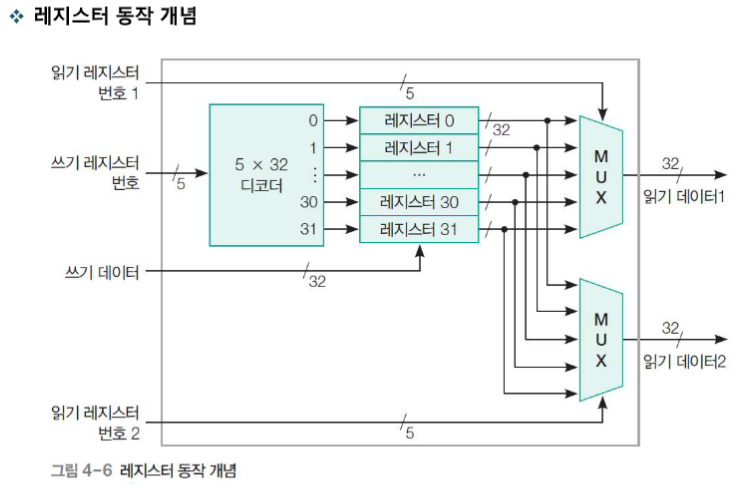 ❖ 레지스터 동작 개념
읽기 레지스터
번호 1
5
쓰기 레지스터
번호
5
5 × 32
디코더
0
1
⋮
30
31
레지스터 0
레지스터 1
…
레지스터 30
레지스터 31
32
MUX
32
읽기 데이터1
쓰기 데이터
32
MUX
32
읽기 데이터2
읽기 레지스터
번호 2
5
그림 4-6 레지스터 동작 개념